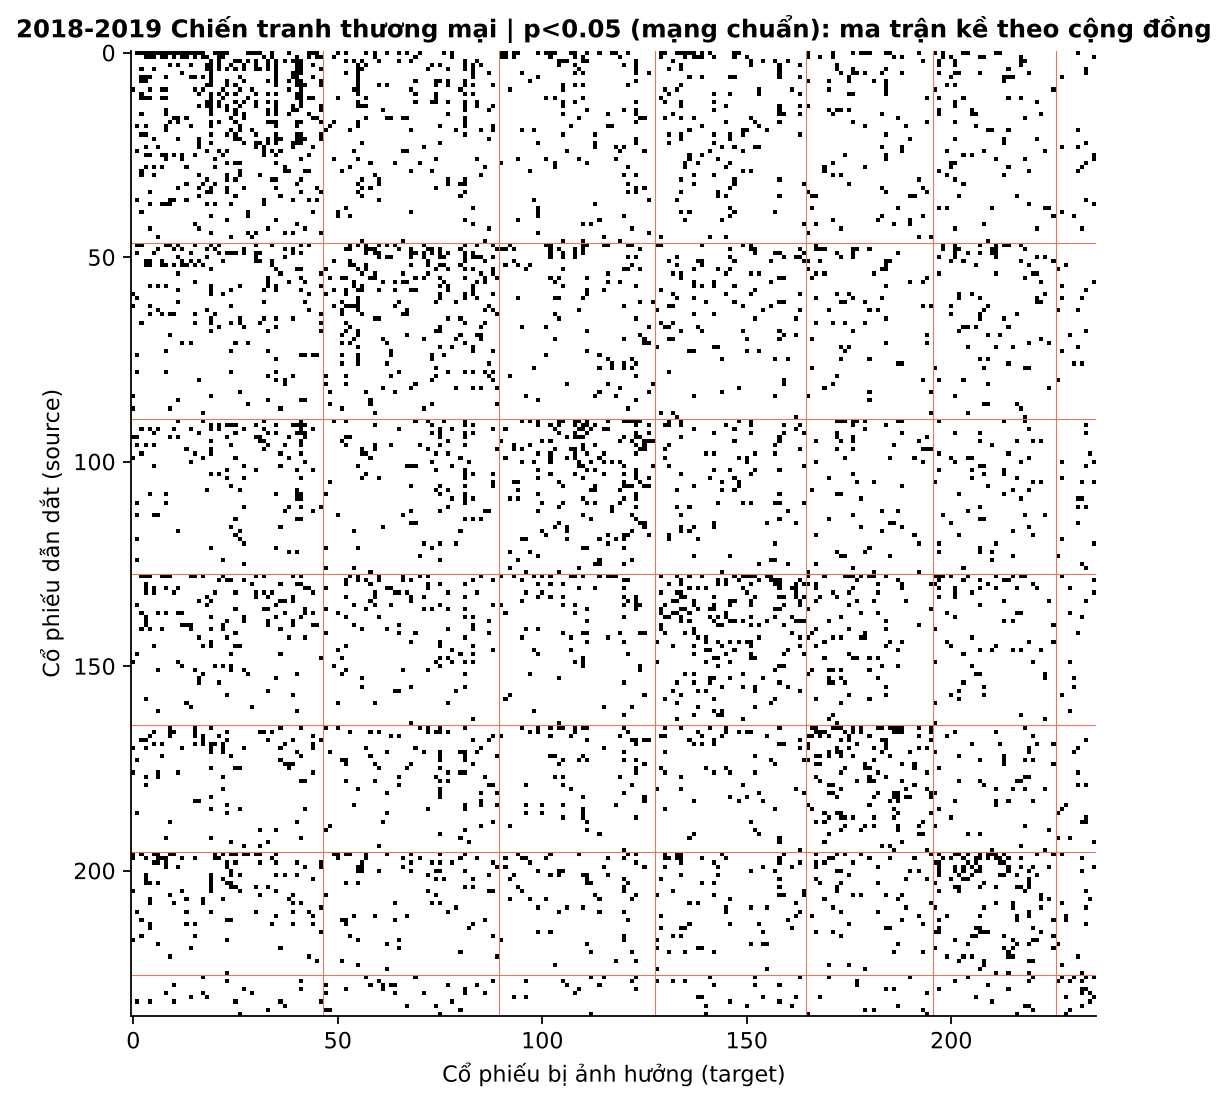 2018-2019 Chiến tranh thương mại | p<0.05 (mạng chuẩn): ma trận kề theo cộng đồng
0
50
100
150
200
Cổ phiếu dẫn dắt (source)
0 50 100 150 200
Cổ phiếu bị ảnh hưởng (target)